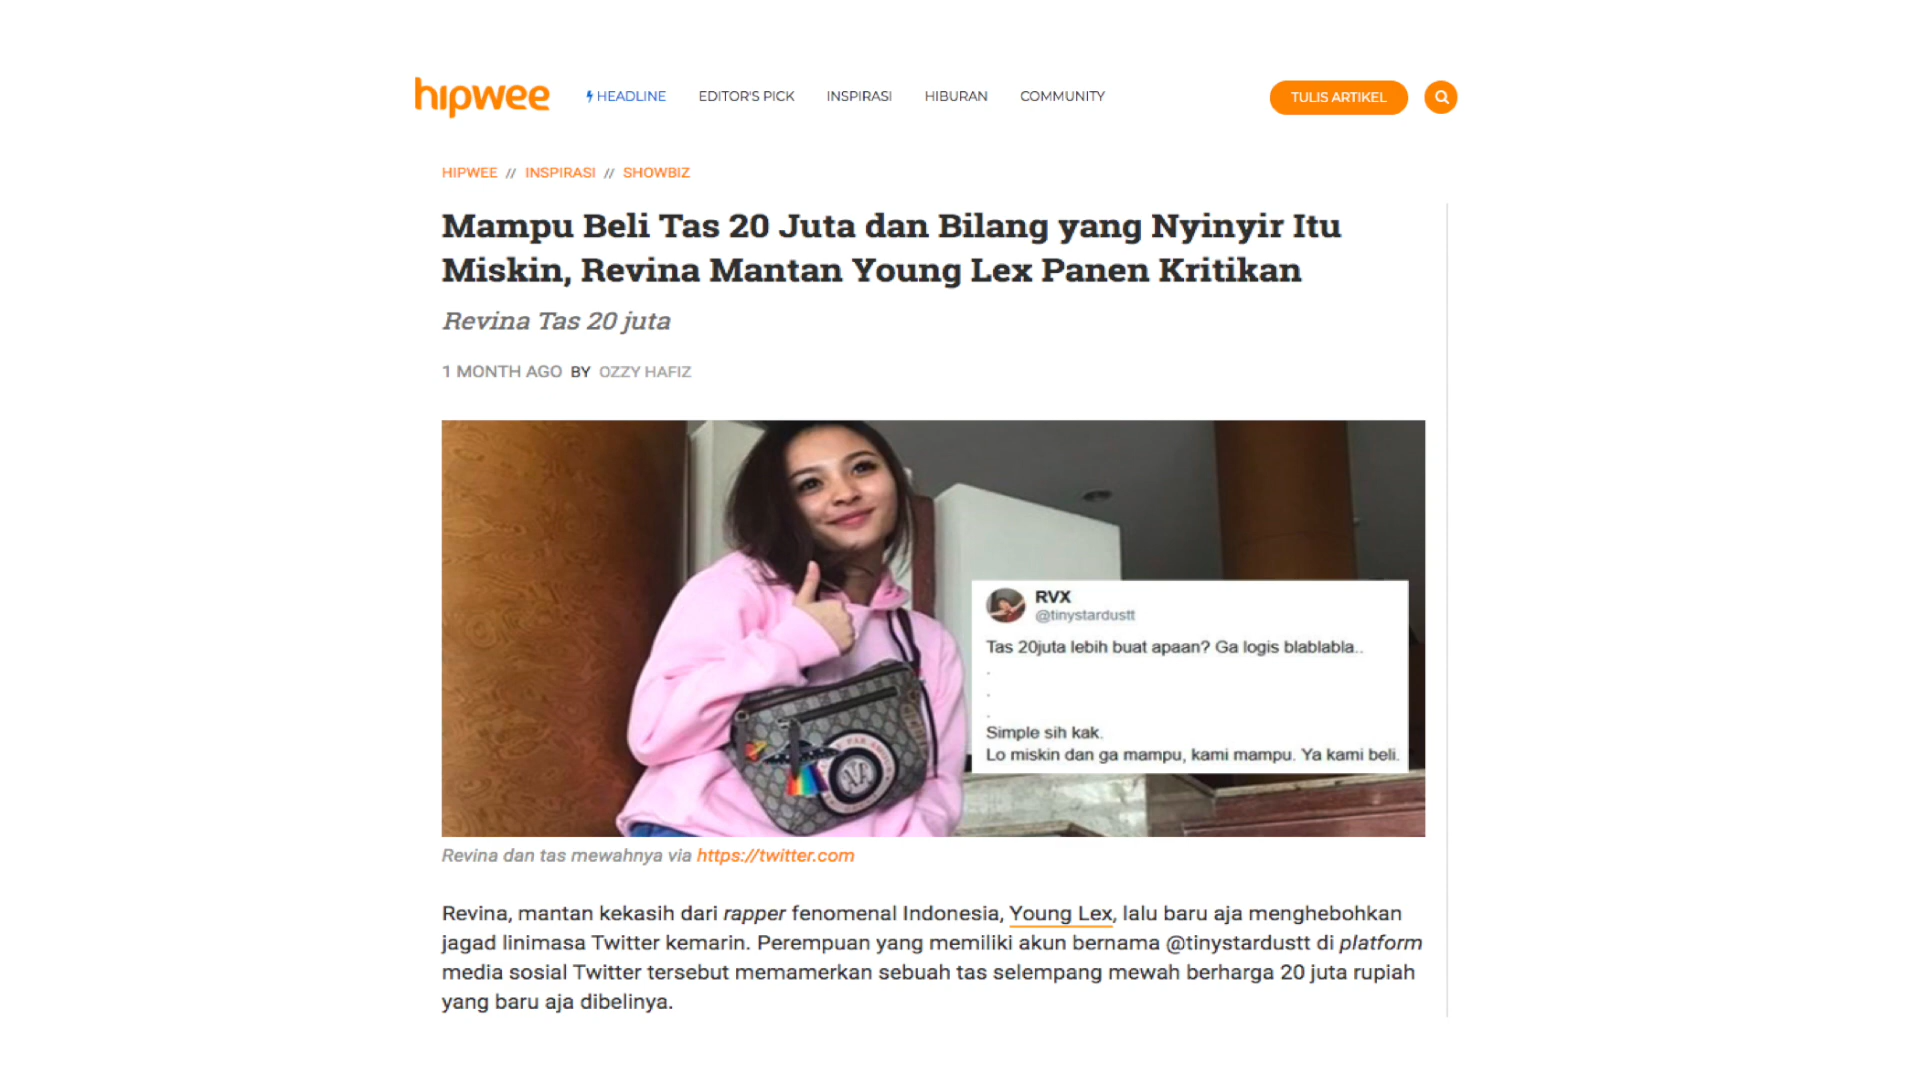 hipwee
HEADLINE
EDITOR'S PICK
INSPIRASI
HIBURAN
COMMUNITY
TULIS ARTIKEL
HIPWEE // INSPIRASI // SHOWBIZ
Mampu Beli Tas 20 Juta dan Bilang yang Nyinyir Itu
Miskin, Revina Mantan Young Lex Panen Kritikan
Revina Tas 20 juta
1 MONTH AGO BY OZZY HAFIZ
RVX
@tinystardustt
Tas 20juta lebih buat apaan? Ga logis blablabla..
.
.
.
Simple sih kak.
Lo miskin dan ga mampu, kami mampu. Ya kami beli.
Revina dan tas mewahnya via https://twitter.com
Revina, mantan kekasih dari rapper fenomenal Indonesia, Young Lex, lalu baru aja menghebohkan
jagad linimasa Twitter kemarin. Perempuan yang memiliki akun bernama @tinystardustt di platform
media sosial Twitter tersebut memamerkan sebuah tas selempang mewah berharga 20 juta rupiah
yang baru aja dibelinya.